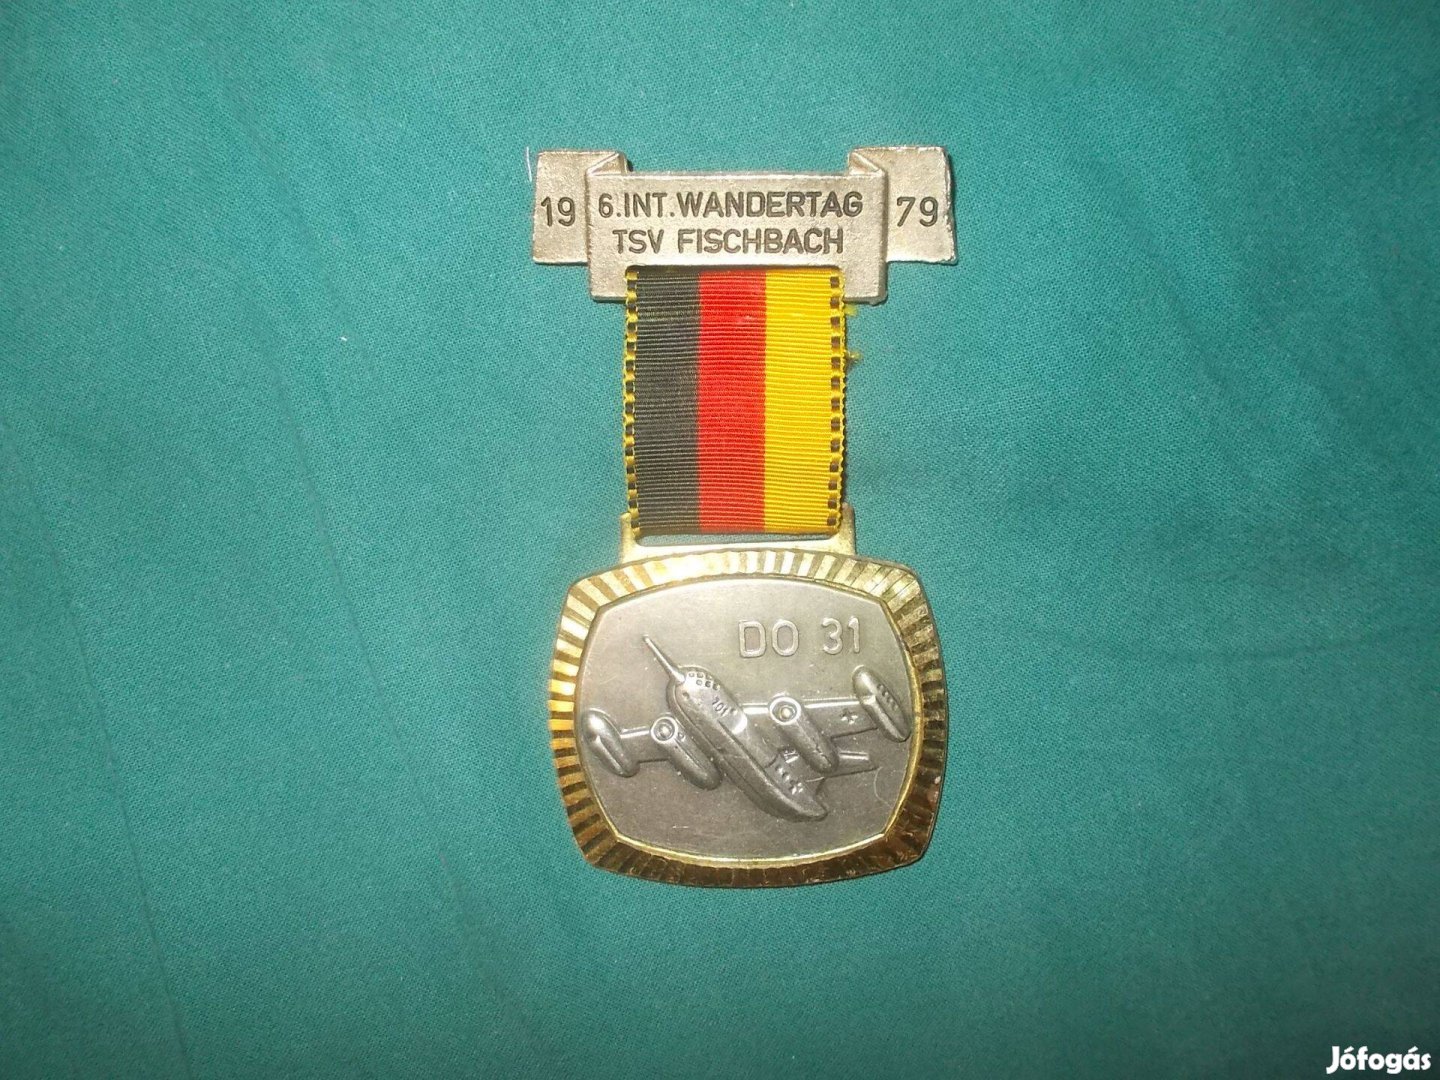 19 6.INT.WANDERTAG 79
TSV FISCHBACH
DO 31
Jófogás